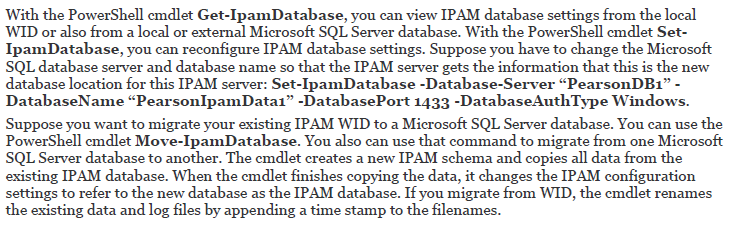 With the PowerShell cmdlet Get-IpamDatabase, you can view IPAM database settings from the local
WID or also from a local or external Microsoft SQL Server database. With the PowerShell cmdlet Set-
IpamDatabase, you can reconfigure IPAM database settings. Suppose you have to change the Microsoft
SQL database server and database name so that the IPAM server gets the information that this is the new
database location for this IPAM server: Set-IpamDatabase -Database-Server “PearsonDB1” -
DatabaseName “PearsonIpamData1” -DatabasePort 1433 -DatabaseAuthType Windows.
Suppose you want to migrate your existing IPAM WID to a Microsoft SQL Server database. You can use the
PowerShell cmdlet Move-IpamDatabase. You also can use that command to migrate from one Microsoft
SQL Server database to another. The cmdlet creates a new IPAM schema and copies all data from the
existing IPAM database. When the cmdlet finishes copying the data, it changes the IPAM configuration
settings to refer to the new database as the IPAM database. If you migrate from WID, the cmdlet renames
the existing data and log files by appending a time stamp to the filenames.